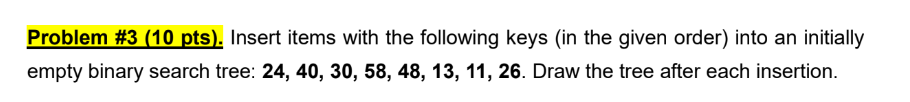 Problem #3 (10 pts). Insert items with the following keys (in the given order) into an initially
empty binary search tree: 24, 40, 30, 58, 48, 13, 11, 26. Draw the tree after each insertion.